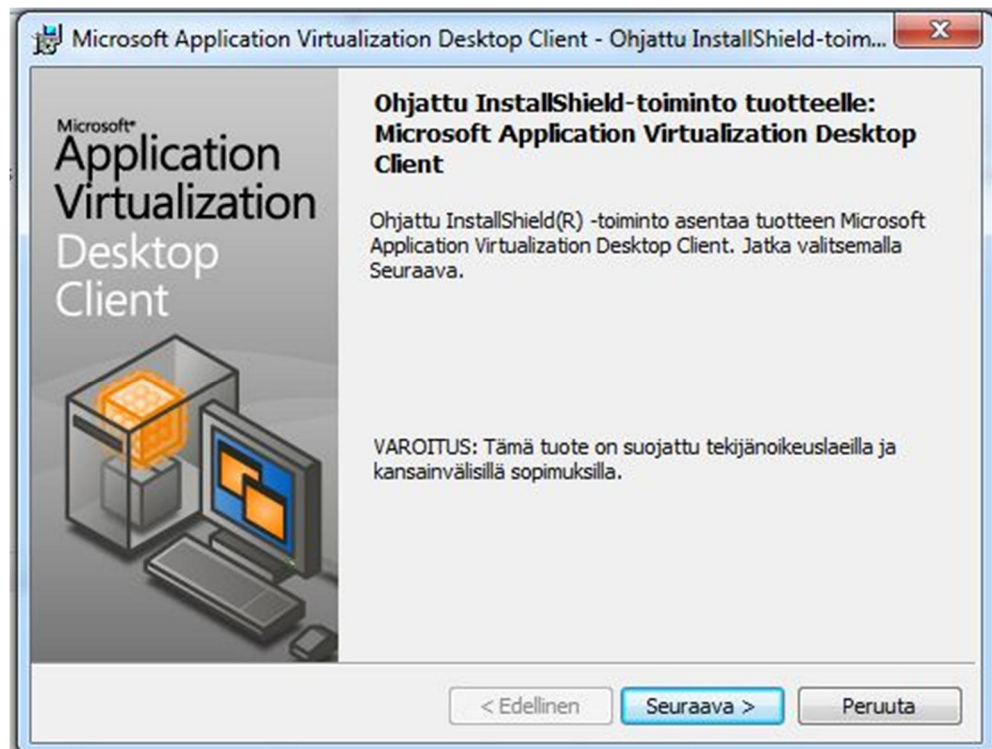 Microsoft Application Virtualization Desktop Client - Ohjattu InstallShield-toim...
Microsoft®
Application
Virtualization
Desktop
Client
Ohjattu InstallShield-toiminto tuotteelle:
Microsoft Application Virtualization Desktop
Client
Ohjattu InstallShield(R) -toiminto asentaa tuotteen Microsoft
Application Virtualization Desktop Client. Jatka valitsemalla
Seuraava.
VAROITUS: Tämä tuote on suojattu tekijänoikeuslaeilla ja
kansainvälisillä sopimuksilla.
< Edellinen
Seuraava >
Peruuta